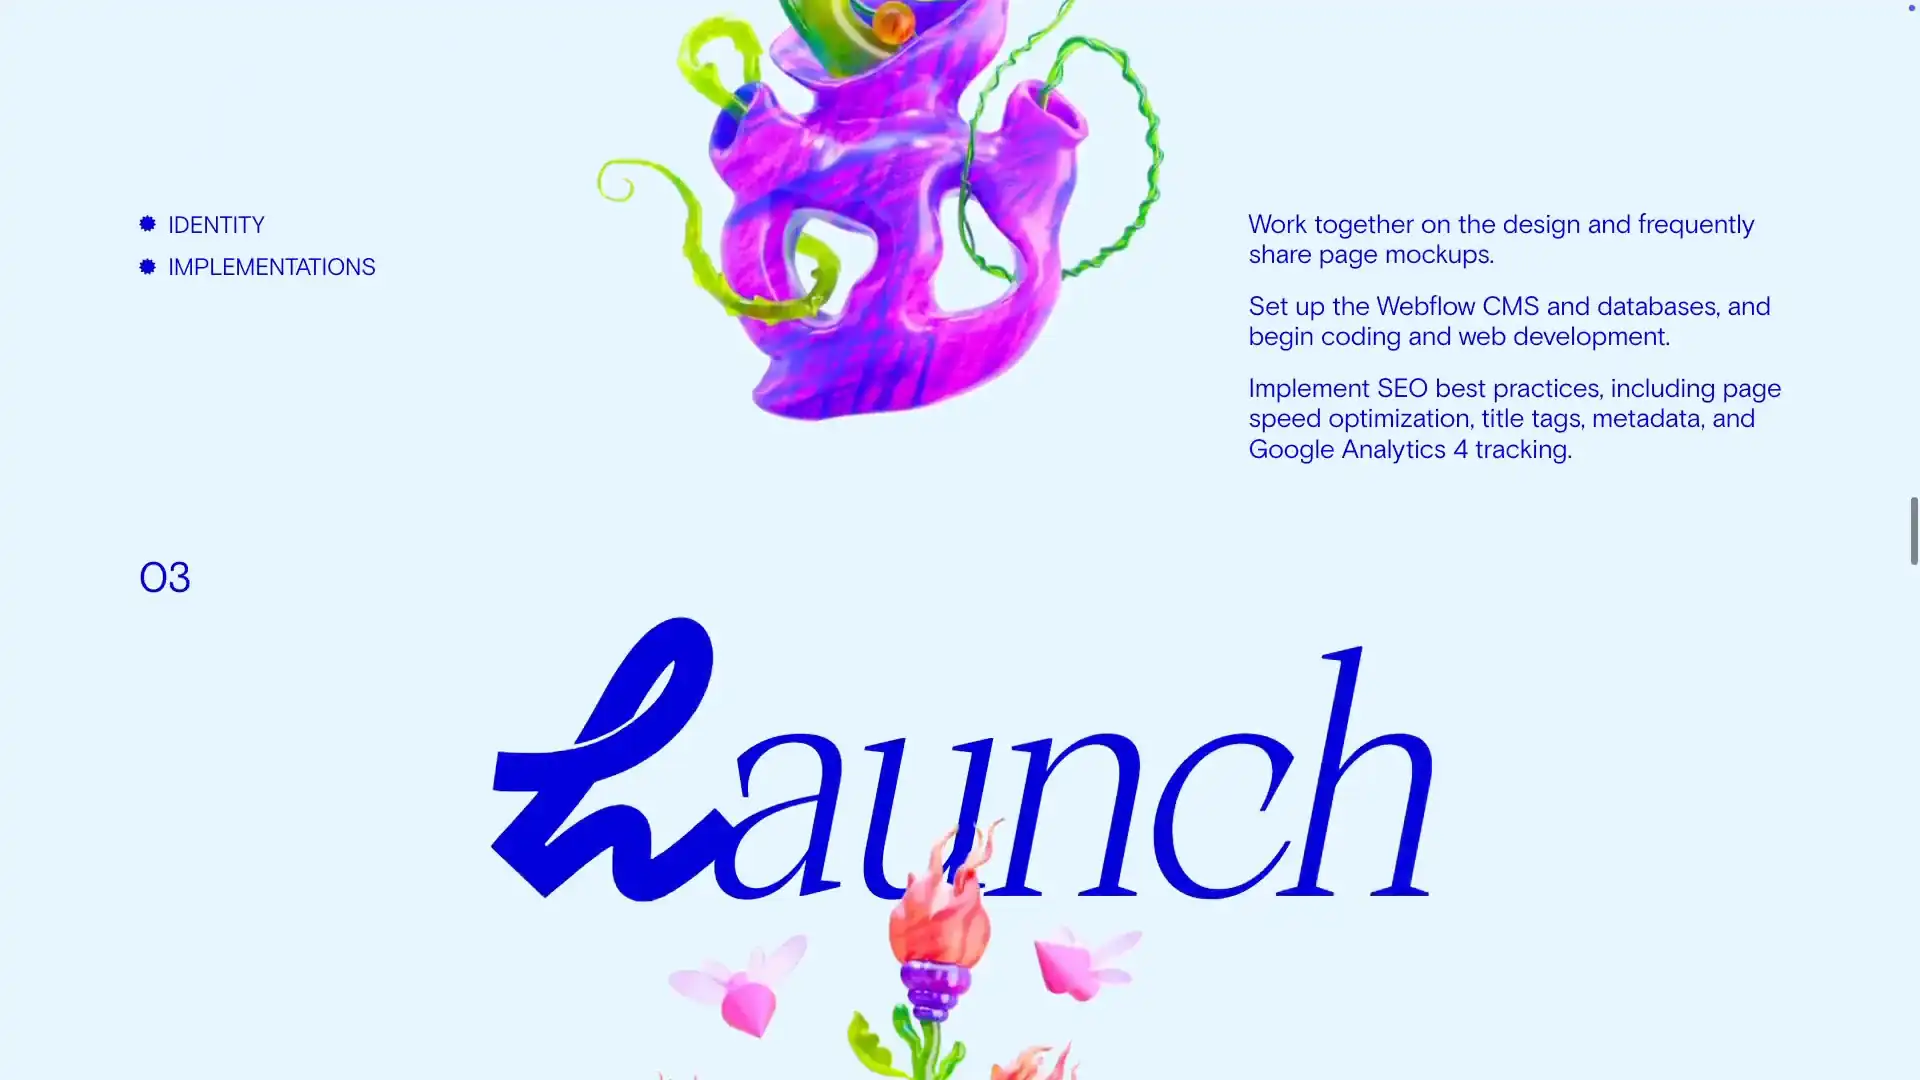 IDENTITY
IMPLEMENTATIONS
Work together on the design and frequently
share page mockups.
Set up the Webflow CMS and databases, and
begin coding and web development.
Implement SEO best practices, including page
speed optimization, title tags, metadata, and
Google Analytics 4 tracking.
03
Launch